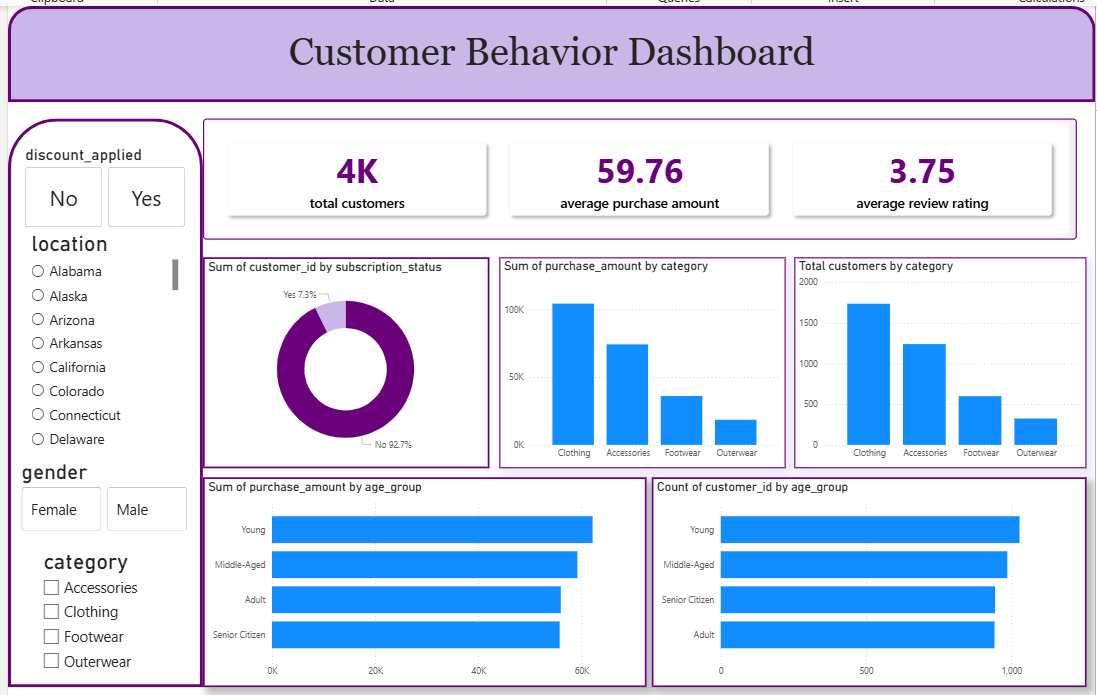 Clipboard
Data
Queries
Insert
Calculations
Customer Behavior Dashboard
discount_applied
No
Yes
location
Alabama
Alaska
Arizona
Arkansas
California
Colorado
Connecticut
Delaware
gender
Female
Male
category
Accessories
Clothing
Footwear
Outerwear
4K
total customers
59.76
average purchase amount
3.75
average review rating
Sum of customer_id by subscription_status
Yes 7.3%
No 92.7%
Sum of purchase_amount by category
100K
50K
0K
Clothing
Accessories
Footwear
Outerwear
Total customers by category
2000
1500
1000
500
0
Clothing
Accessories
Footwear
Outerwear
Sum of purchase_amount by age_group
Young
Middle-Aged
Adult
Senior Citizen
0K
20K
40K
60K
Count of customer_id by age_group
Young
Middle-Aged
Senior Citizen
Adult
0
500
1,000